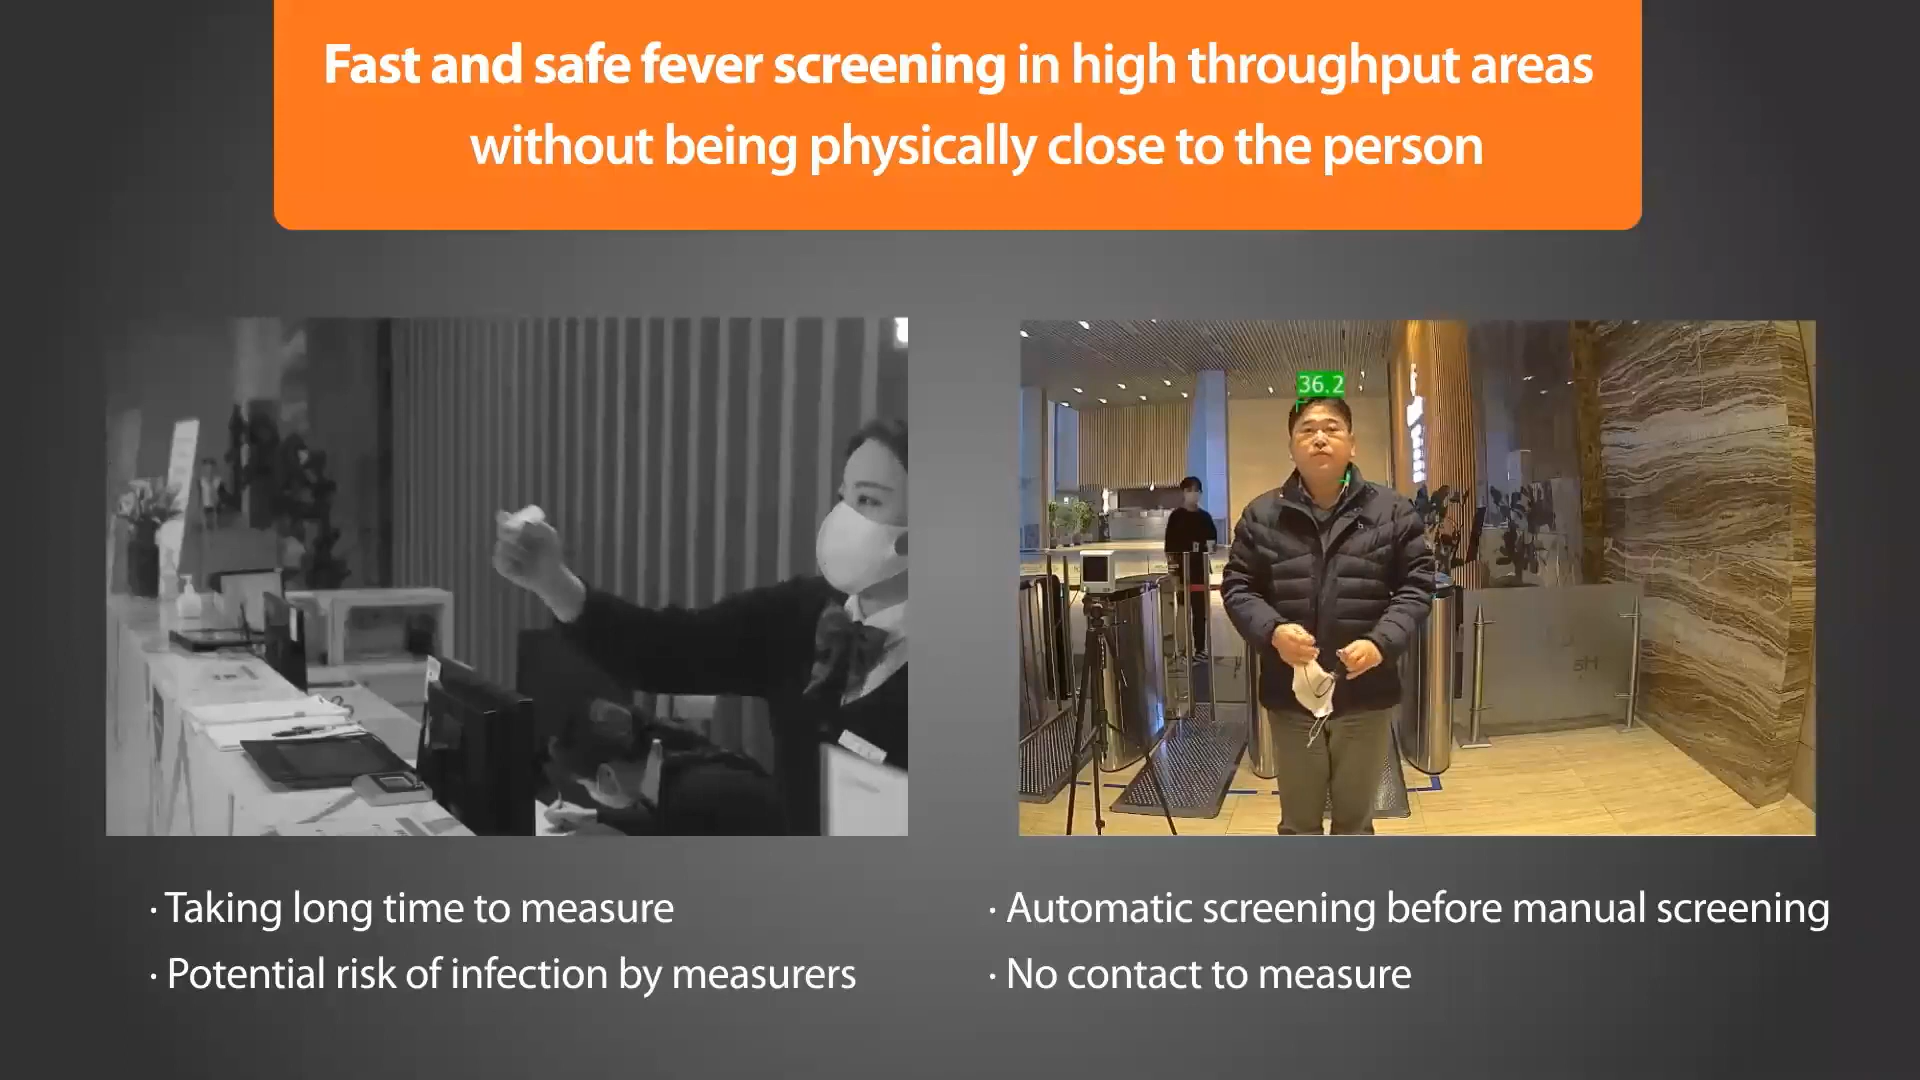 Fast and safe fever screening in high throughput areas
without being physically close to the person
36.2
· Taking long time to measure
· Potential risk of infection by measurers
· Automatic screening before manual screening
· No contact to measure